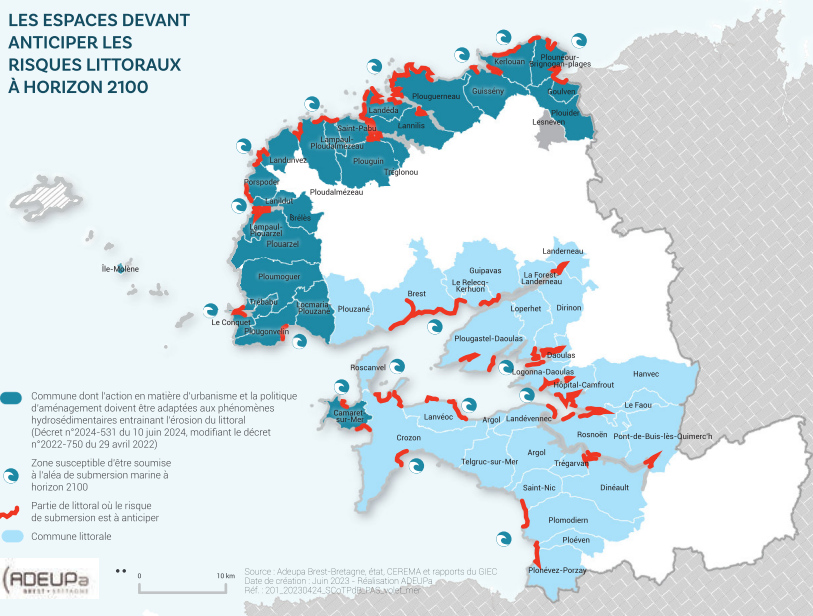 LES ESPACES DEVANT
ANTICIPER LES
RISQUES LITTORAUX
À HORIZON 2100
Kerlouan
Plounéour-
Brignogan-plages
Guissény
Goulven
Plouguerneau
Plouider
Landéda
Lannilis
Lesneven
Saint-Pabu
Lampaul-
Ploudalmézeau
Landunvez
Plouguin
Tréglonou
Porspoder
Ploudalmézeau
Lanildut
Brélès
Lampaul-
Plouarzel
Plouarzel
Île-Molène
Ploumoguer
Trébabu
Locmaria-
Plouzané
Plouzané
Le Conquet
Plougonvelin
Landerneau
Guipavas
La Forest-
Landerneau
Le Relecq-
Kerhuon
Brest
Loperhet
Dirinon
Plougastel-Daoulas
Daoulas
Roscanvel
Logonna-Daoulas
Hanvec
Hôpital-Camfrout
Le Faou
Camaret-
sur-Mer
Lanvéoc
Argol
Landévennec
Rosnoën
Pont-de-Buis-lès-Quimerc'h
Crozon
Argol
Telgruc-sur-Mer
Trégarvan
Saint-Nic
Dinéault
Plomodiern
Ploéven
Plonévez-Porzay
Commune dont l'action en matière d'urbanisme et la politique
d'aménagement doivent être adaptées aux phénomènes
hydrosédimentaires entrainant l'érosion du littoral
(Décret n°2024-531 du 10 juin 2024, modifiant le décret
n°2022-750 du 29 avril 2022)
Zone susceptible d'être soumise
à l'aléa de submersion marine à
horizon 2100
Partie de littoral où le risque
de submersion est à anticiper
Commune littorale
ADEUPa
BREST • BRETAGNE
0 10 km
Source : Adeupa Brest-Bretagne, état, CEREMA et rapports du GIEC
Date de création : Juin 2023 - Réalisation ADEUPa
Réf. : 201_20230424_SCoTPdB_PAS_volet_mer